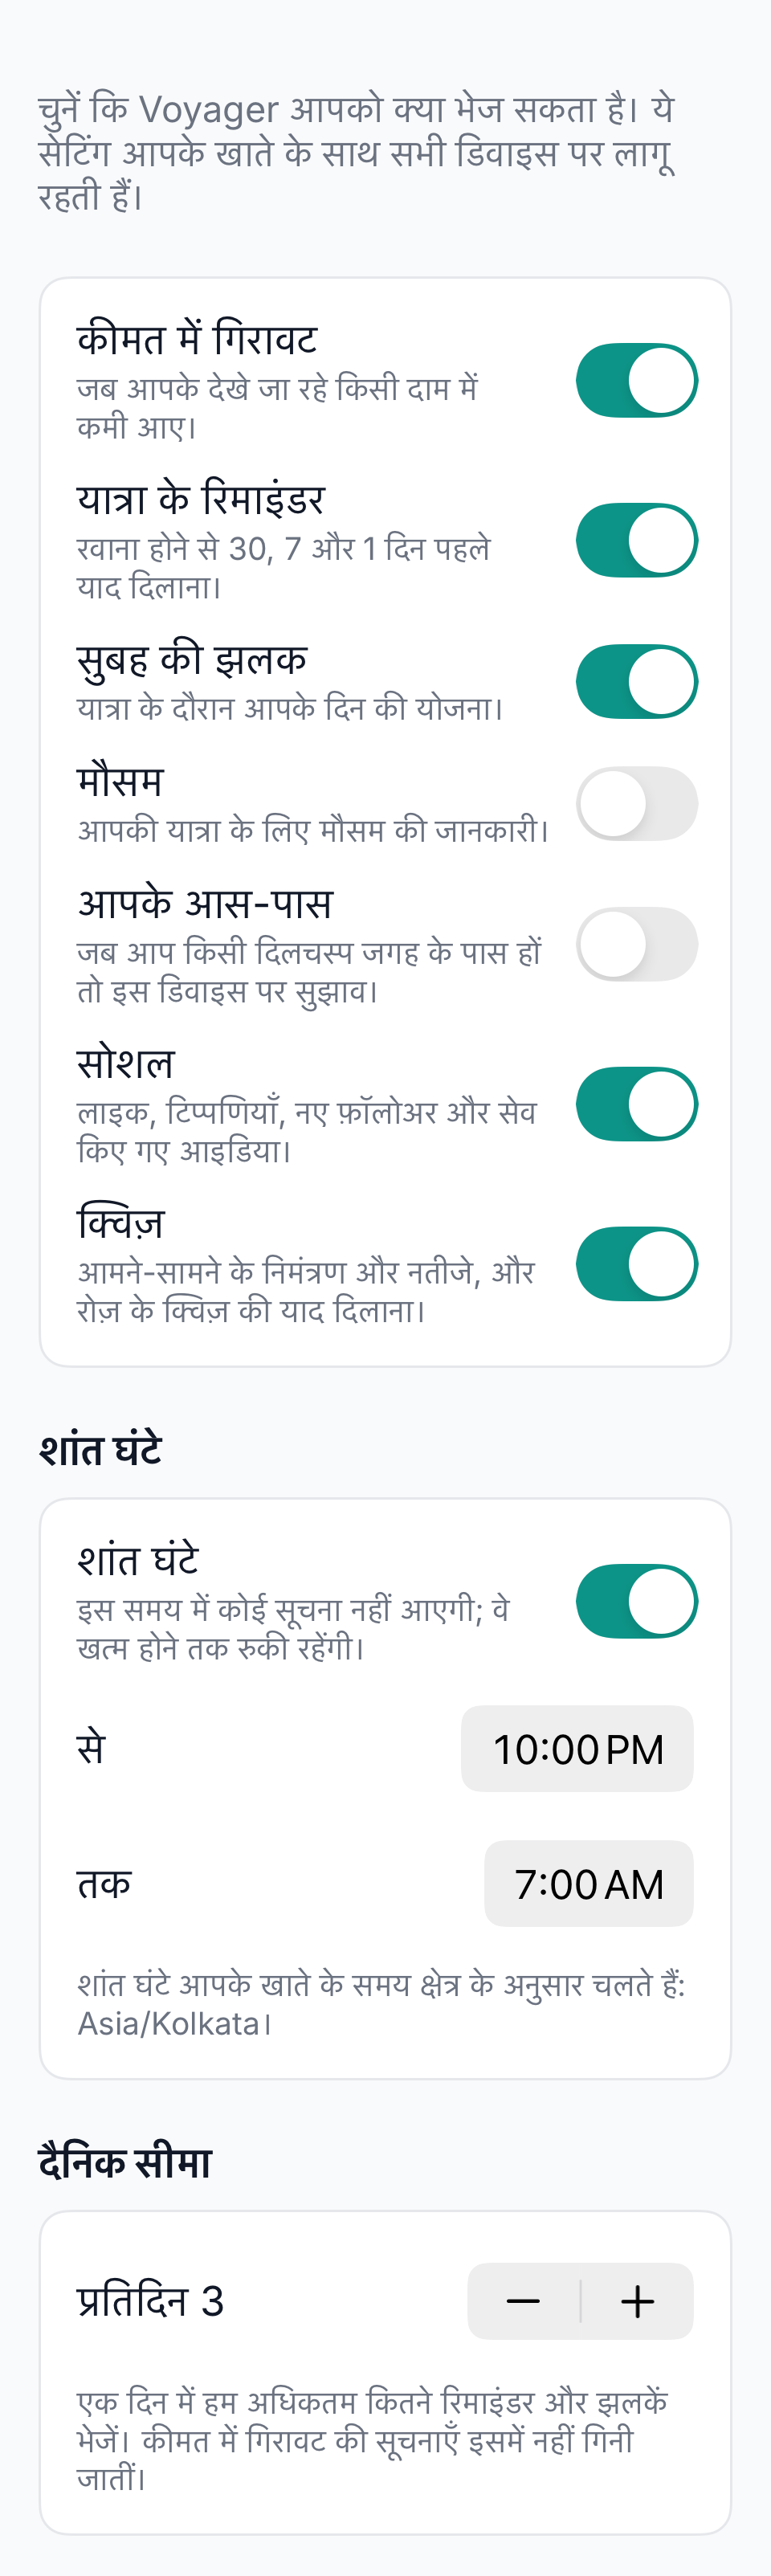 चुनें कि Voyager आपको क्या भेज सकता है। ये
सेटिंग आपके खाते के साथ सभी डिवाइस पर लागू
रहती हैं।
कीमत में गिरावट
जब आपके देखे जा रहे किसी दाम में
कमी आए।
यात्रा के रिमाइंडर
रवाना होने से 30, 7 और 1 दिन पहले
याद दिलाना।
सुबह की झलक
यात्रा के दौरान आपके दिन की योजना।
मौसम
आपकी यात्रा के लिए मौसम की जानकारी।
आपके आस-पास
जब आप किसी दिलचस्प जगह के पास हों
तो इस डिवाइस पर सुझाव।
सोशल
लाइक, टिप्पणियाँ, नए फ़ॉलोअर और सेव
किए गए आइडिया।
क्विज़
आमने-सामने के निमंत्रण और नतीजे, और
रोज़ के क्विज़ की याद दिलाना।
शांत घंटे
शांत घंटे
इस समय में कोई सूचना नहीं आएगी; वे
खत्म होने तक रुकी रहेंगी।
से
10:00 PM
तक
7:00 AM
शांत घंटे आपके खाते के समय क्षेत्र के अनुसार चलते हैं:
Asia/Kolkata।
दैनिक सीमा
प्रतिदिन 3
एक दिन में हम अधिकतम कितने रिमाइंडर और झलकें
भेजें। कीमत में गिरावट की सूचनाएँ इसमें नहीं गिनी
जातीं।